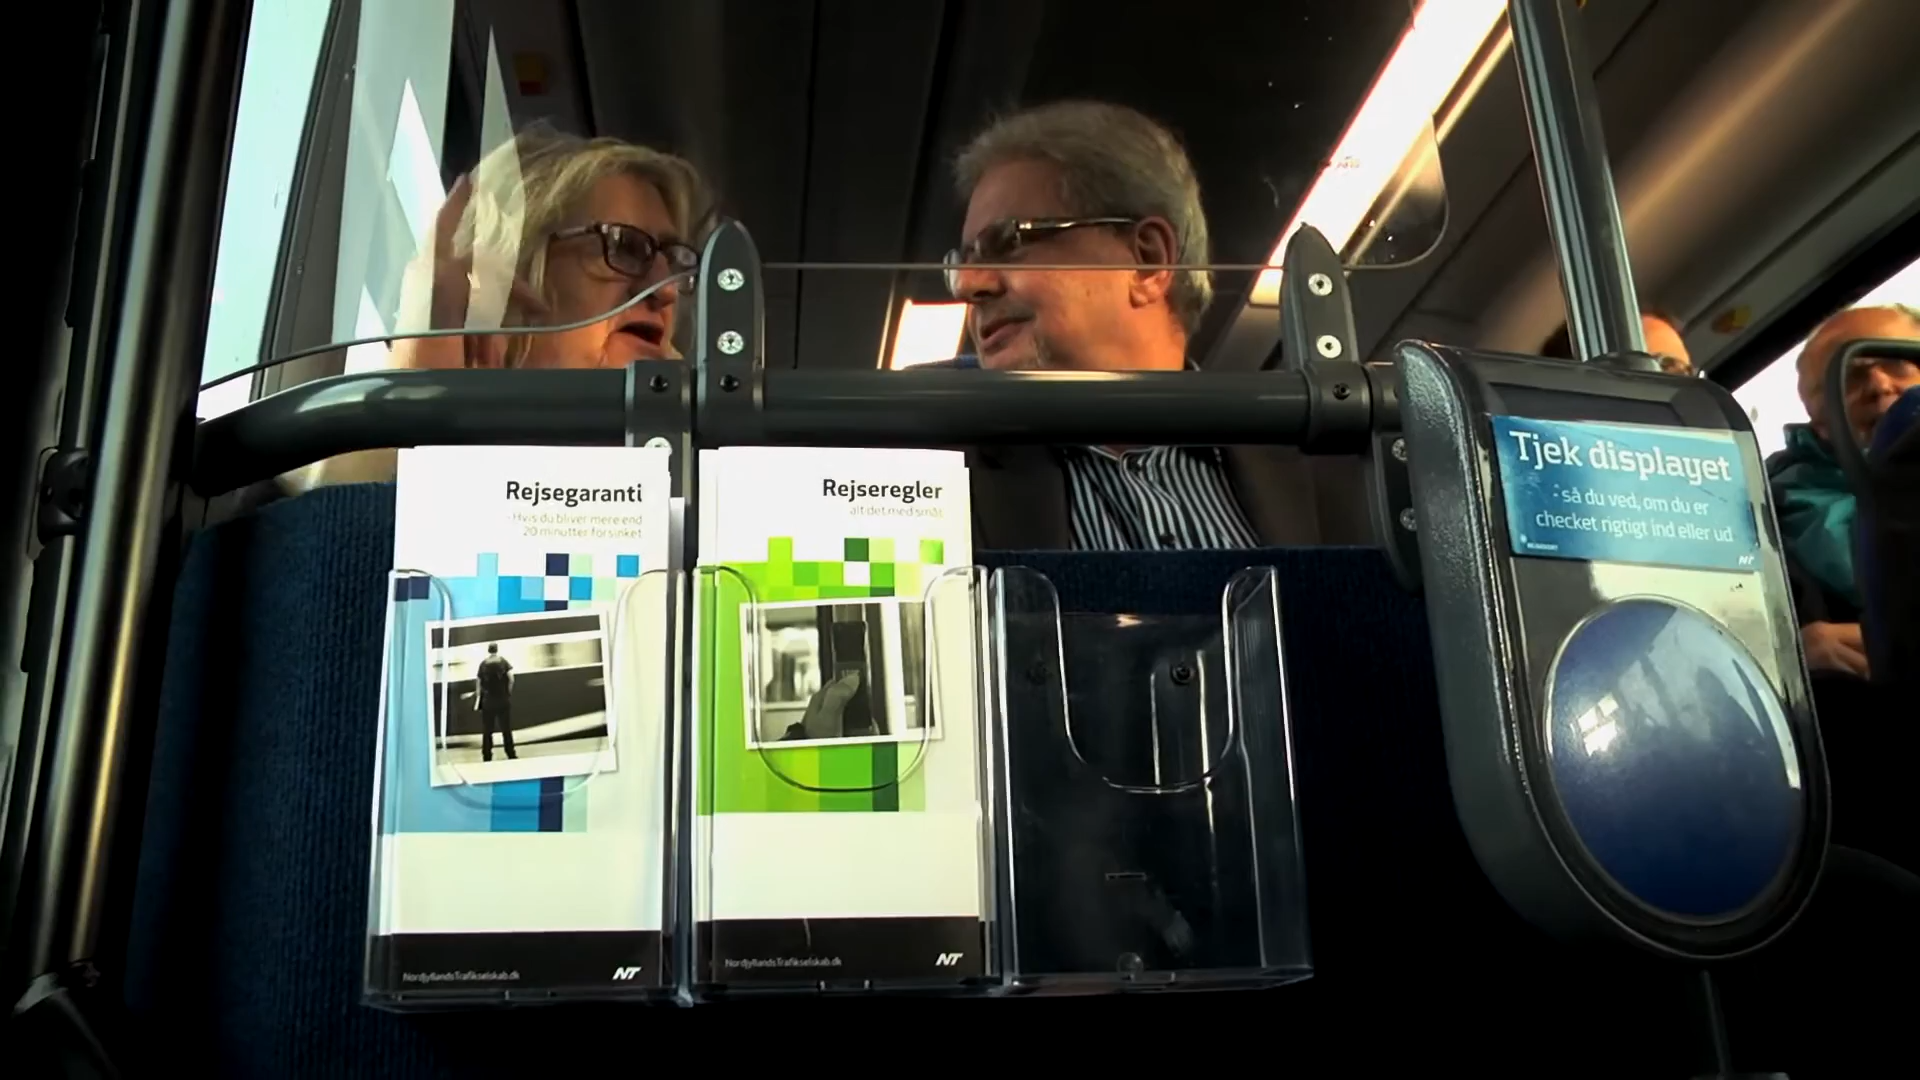 Rejsegaranti
- Hvis du bliver mere end
20 minutter forsinket
NordjyllandsTrafikselskab.dk
NT
Rejseregler
alt det med småt
NordjyllandsTrafikselskab.dk
NT
Tjek displayet
- så du ved, om du er
checket rigtigt ind eller ud
NT